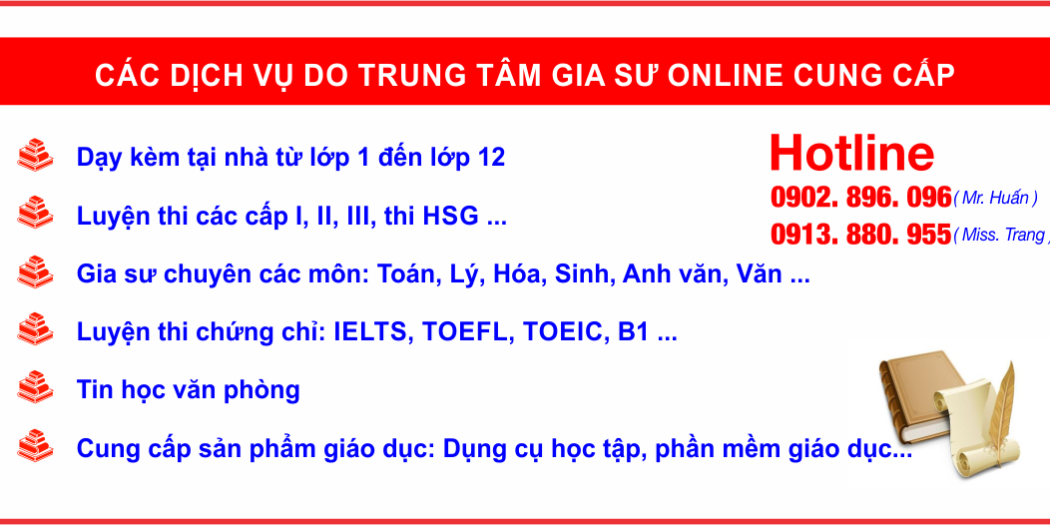 CÁC DỊCH VỤ DO TRUNG TÂM GIA SƯ ONLINE CUNG CẤP
Dạy kèm tại nhà từ lớp 1 đến lớp 12
Luyện thi các cấp I, II, III, thi HSG ...
Gia sư chuyên các môn: Toán, Lý, Hóa, Sinh, Anh văn, Văn ...
Luyện thi chứng chỉ: IELTS, TOEFL, TOEIC, B1 ...
Tin học văn phòng
Cung cấp sản phẩm giáo dục: Dụng cụ học tập, phần mềm giáo dục...
Hotline
0902. 896. 096 ( Mr. Huấn )
0913. 880. 955 ( Miss. Trang )